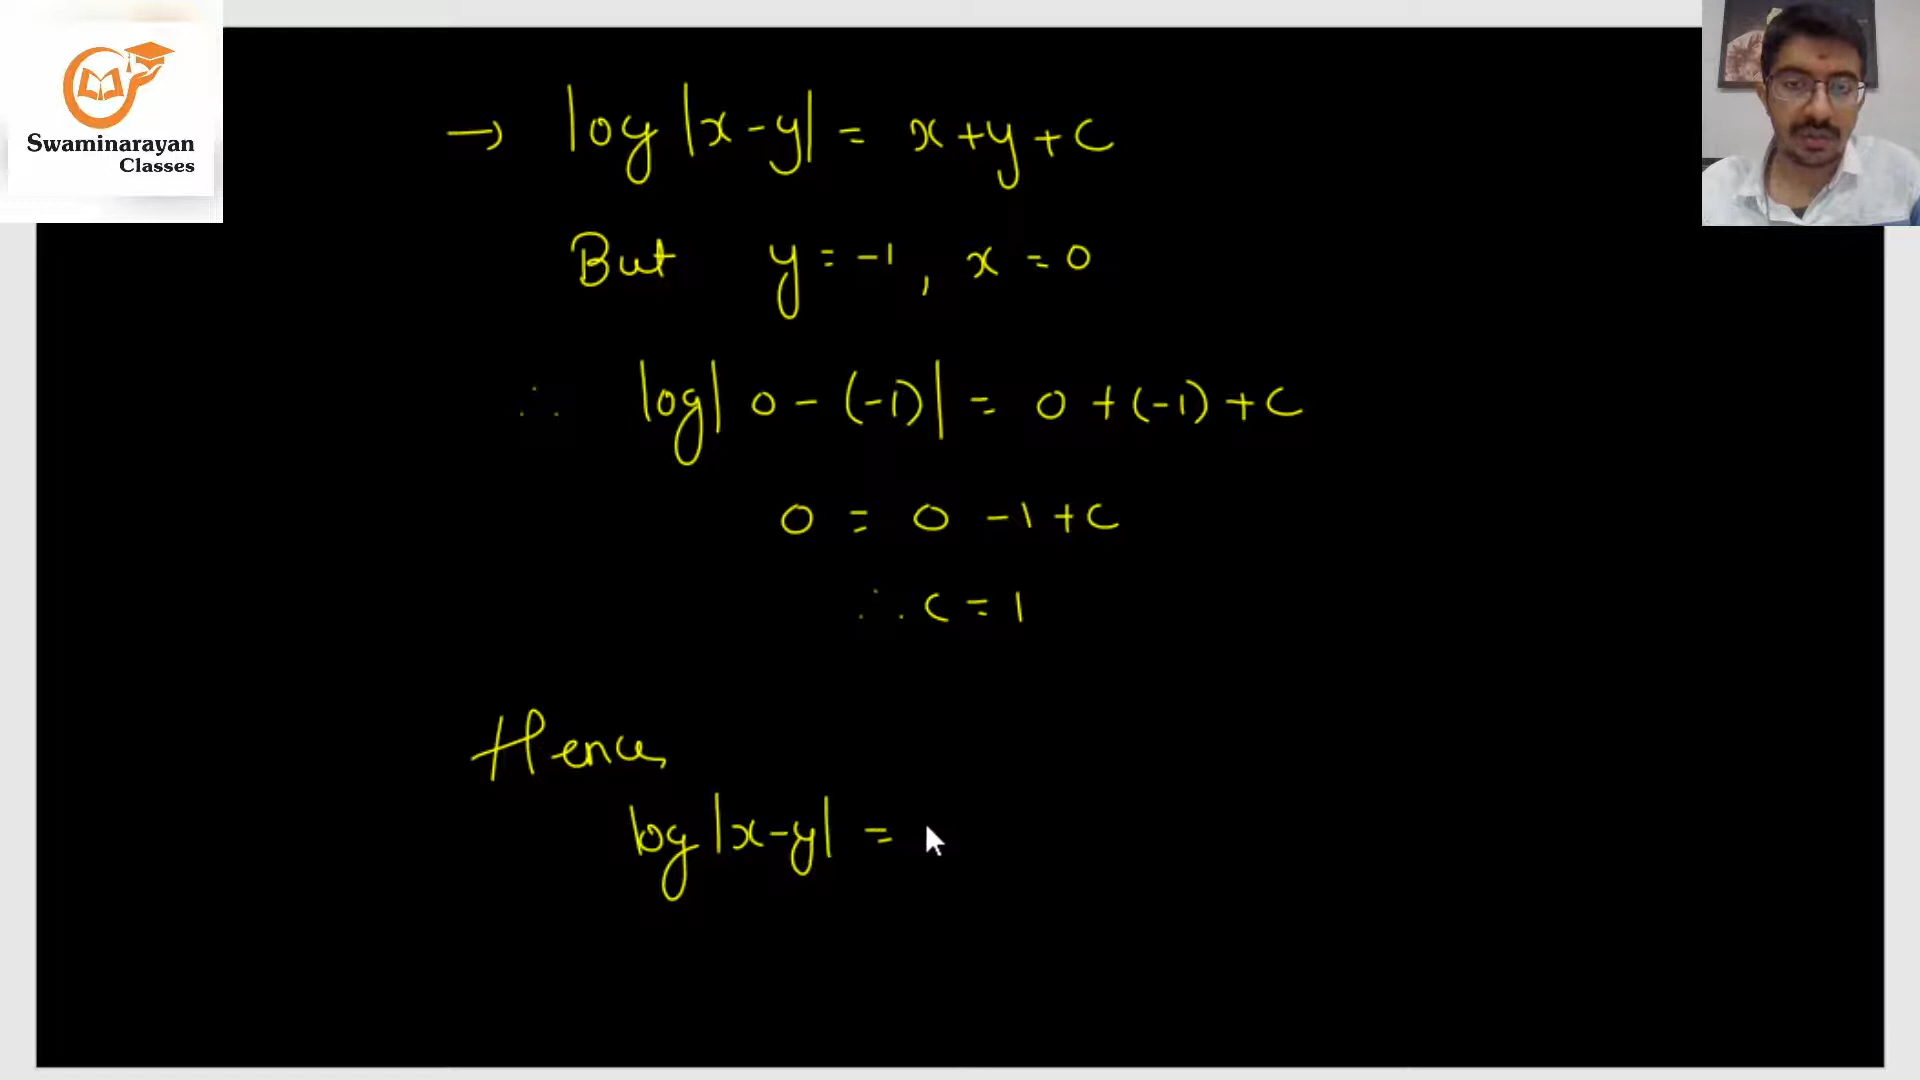 Swaminarayan
Classes
→ log |x-y| = x+y+c
But y = -1, x = 0
∴ log| 0 - (-1)| = 0 + (-1) + c
0 = 0 -1 + c
∴ c = 1
Hence,
log |x-y| =